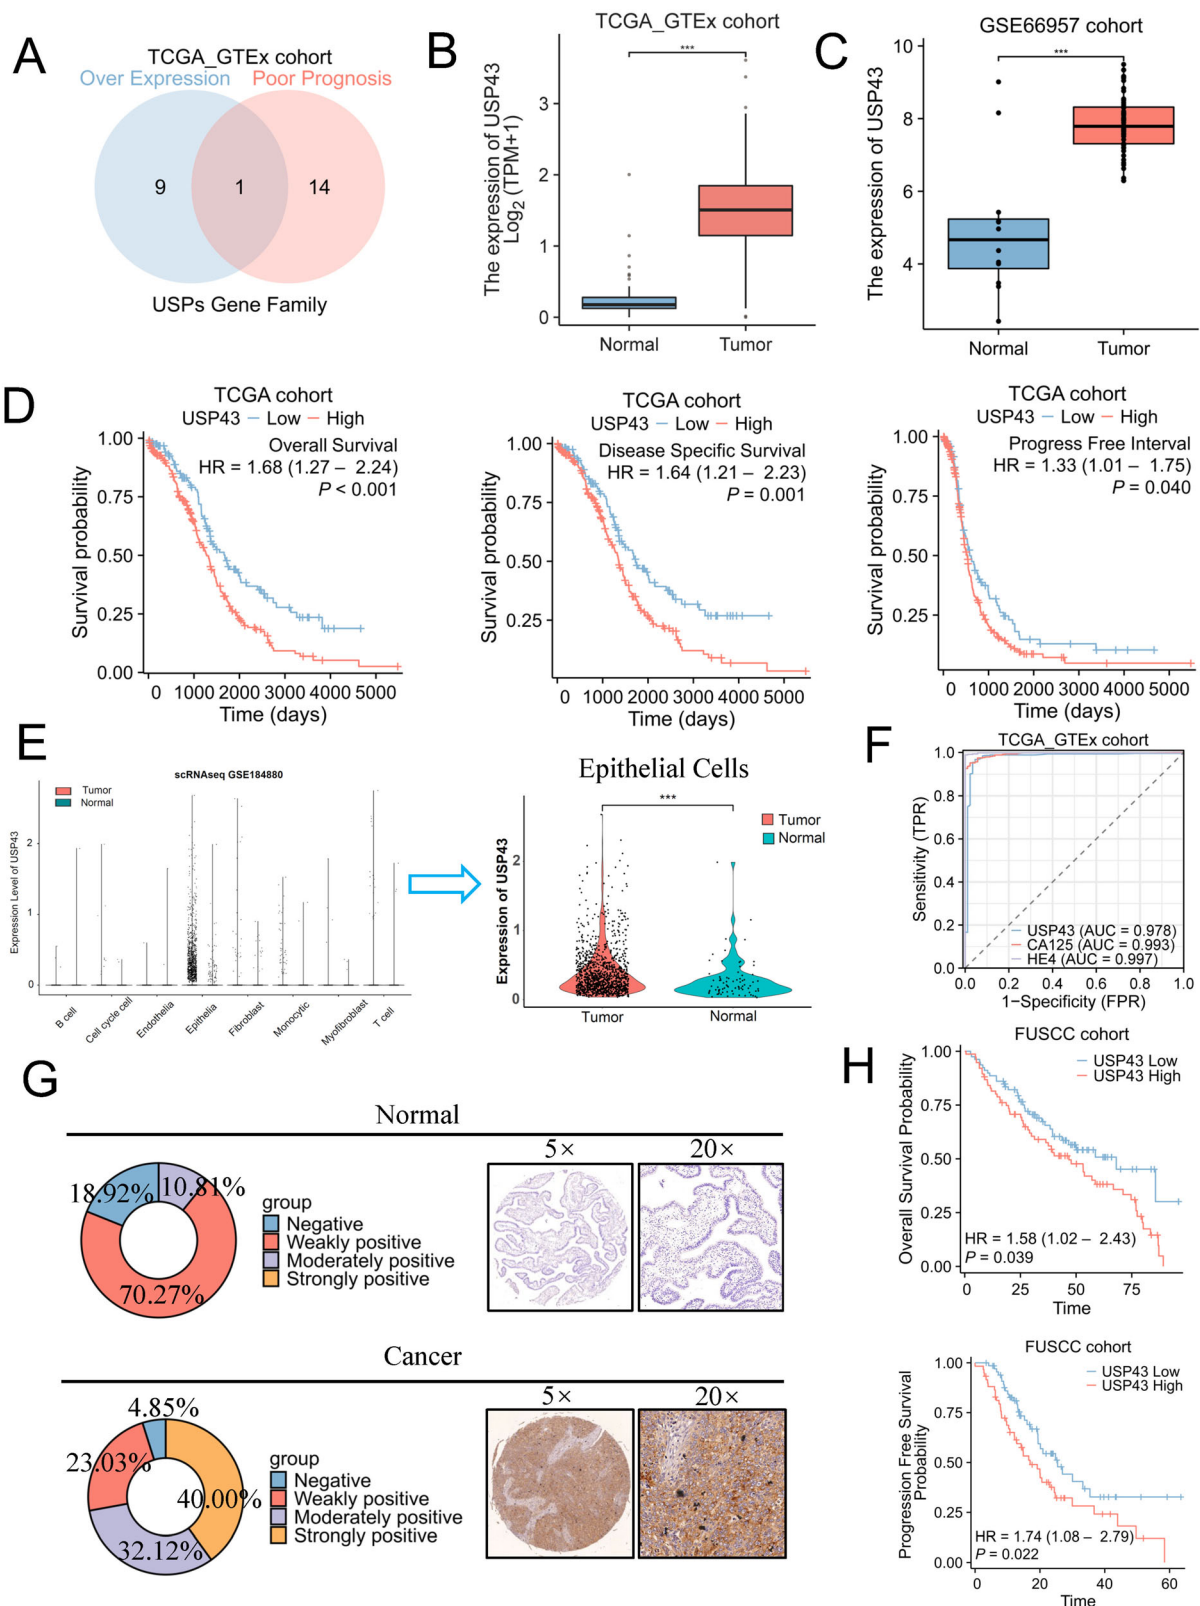 A
TCGA_GTEx cohort
Over Expression Poor Prognosis
9 1 14
USPs Gene Family
B
TCGA_GTEx cohort
***
The expression of USP43
Log2 (TPM+1)
3
2
1
0
Normal Tumor
C
GSE66957 cohort
***
The expression of USP43
10
8
6
4
Normal Tumor
D
TCGA cohort
USP43 Low High
Overall Survival
HR = 1.68 (1.27 – 2.24)
P < 0.001
Survival probability
1.00
0.75
0.50
0.25
0.00
0 1000 2000 3000 4000 5000
Time (days)
TCGA cohort
USP43 Low High
Disease Specific Survival
HR = 1.64 (1.21 – 2.23)
P = 0.001
Survival probability
1.00
0.75
0.50
0.25
0 1000 2000 3000 4000 5000
Time (days)
TCGA cohort
USP43 Low High
Progress Free Interval
HR = 1.33 (1.01 – 1.75)
P = 0.040
Survival probability
1.00
0.75
0.50
0.25
0 1000 2000 3000 4000 5000
Time (days)
E
scRNAseq GSE184880
Tumor
Normal
Expression Level of USP43
2
1
0
B cell
Cell cycle cell
Endothelia
Epithelia
Fibroblast
Monocytic
Myofibroblast
T cell
Epithelial Cells
***
Tumor
Normal
Expression of USP43
2
1
0
Tumor Normal
F
TCGA_GTEx cohort
Sensitivity (TPR)
1.0
0.8
0.6
0.4
0.2
0.0
USP43 (AUC = 0.978)
CA125 (AUC = 0.993)
HE4 (AUC = 0.997)
0.0 0.2 0.4 0.6 0.8 1.0
1−Specificity (FPR)
G
Normal
5× 20×
18.92% 10.81%
70.27%
group
Negative
Weakly positive
Moderately positive
Strongly positive
Cancer
5× 20×
4.85%
23.03%
40.00%
32.12%
group
Negative
Weakly positive
Moderately positive
Strongly positive
H
FUSCC cohort
USP43 Low
USP43 High
Overall Survival Probability
1.00
0.75
0.50
0.25
0.00
HR = 1.58 (1.02 – 2.43)
P = 0.039
0 25 50 75
Time
FUSCC cohort
USP43 Low
USP43 High
Progression Free Survival
Probability
1.00
0.75
0.50
0.25
0.00
HR = 1.74 (1.08 – 2.79)
P = 0.022
0 20 40 60
Time